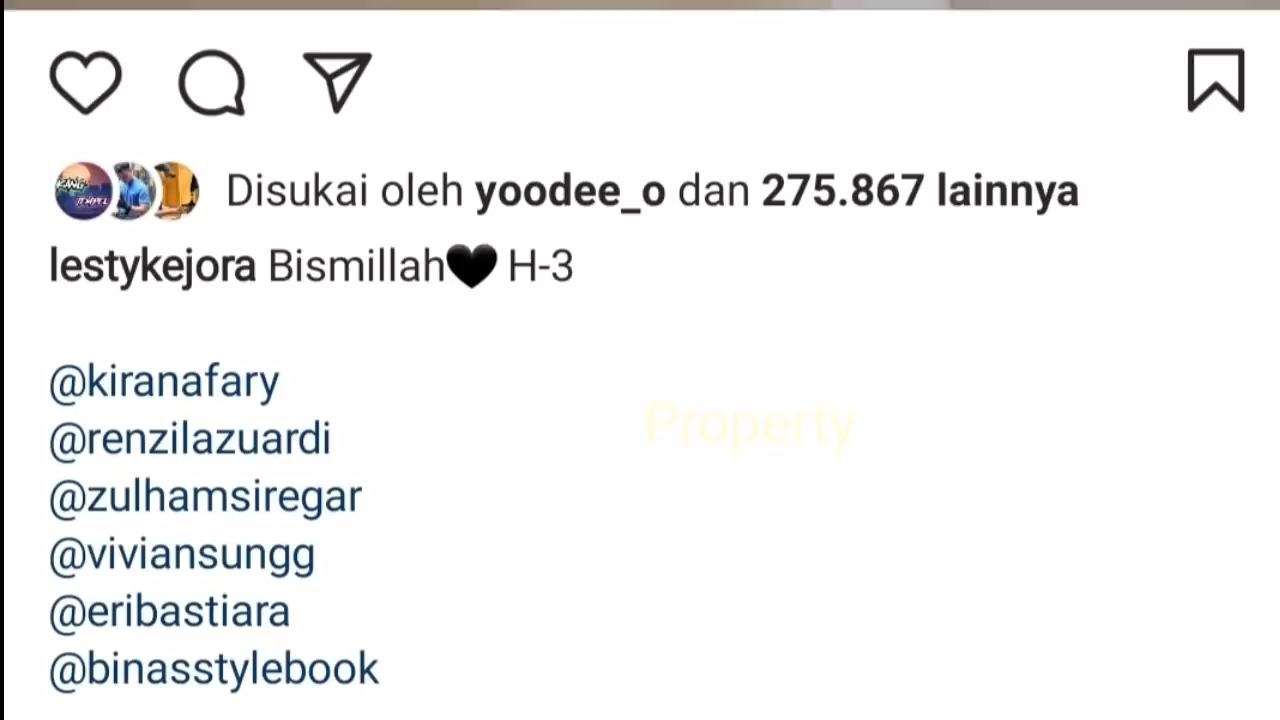 Disukai oleh yoodee_o dan 275.867 lainnya
lestykejora Bismillah🖤 H-3
@kiranafary
@renzilazuardi
@zulhamsiregar
Property
@viviansungg
@eribastiara
@binasstylebook